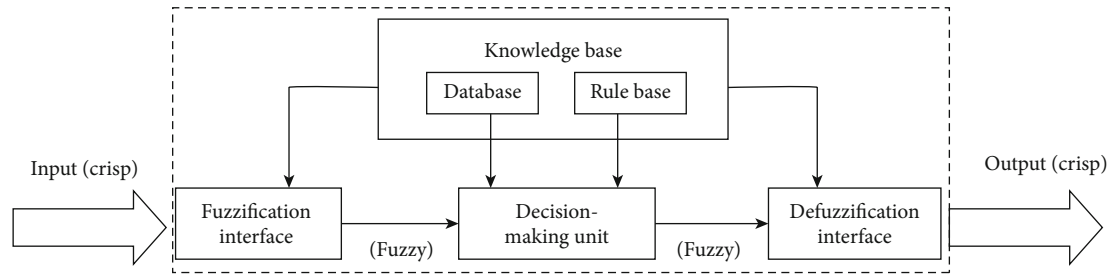 Knowledge base
Database
Rule base
Input (crisp)
Output (crisp)
Fuzzification
interface
(Fuzzy)
Decision-
making unit
(Fuzzy)
Defuzzification
interface